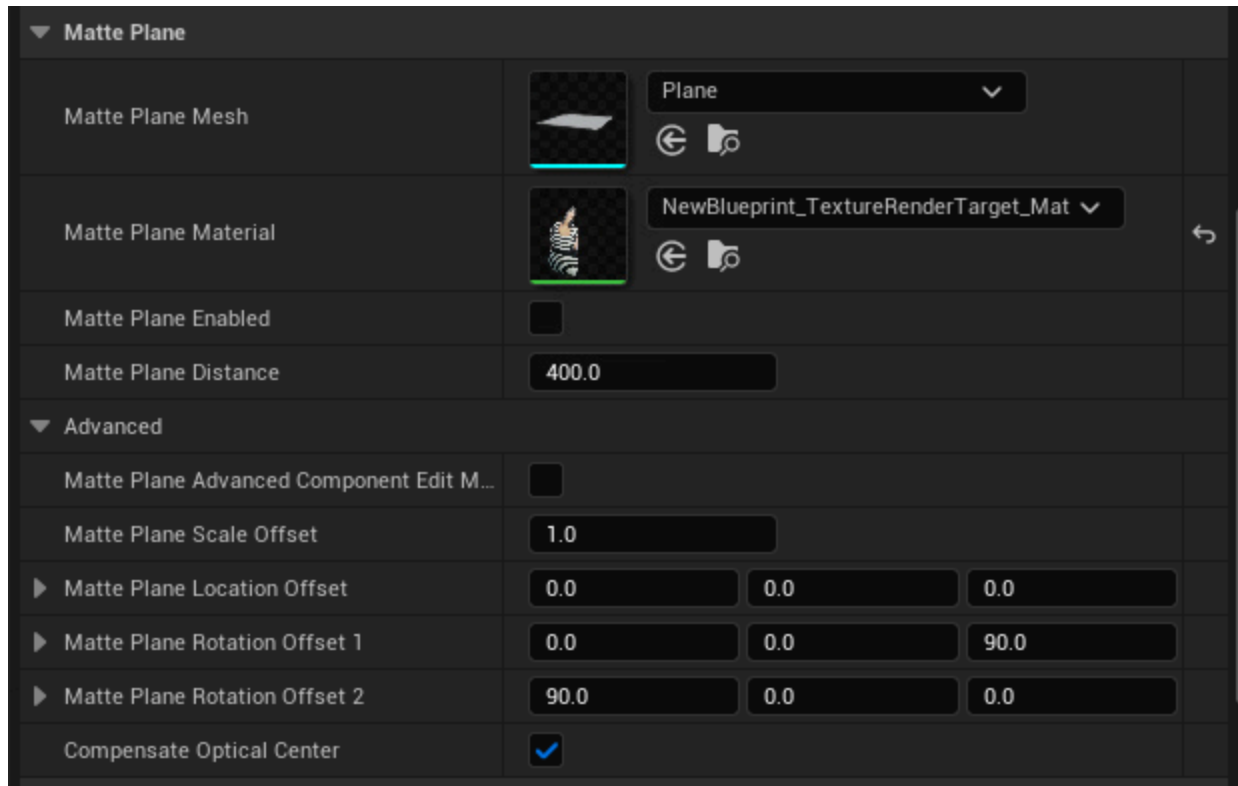 Matte Plane
Matte Plane Mesh
Plane
Matte Plane Material
NewBlueprint_TextureRenderTarget_Mat
Matte Plane Enabled
Matte Plane Distance
400.0
Advanced
Matte Plane Advanced Component Edit M...
Matte Plane Scale Offset
1.0
Matte Plane Location Offset
0.0 0.0 0.0
Matte Plane Rotation Offset 1
0.0 0.0 90.0
Matte Plane Rotation Offset 2
90.0 0.0 0.0
Compensate Optical Center